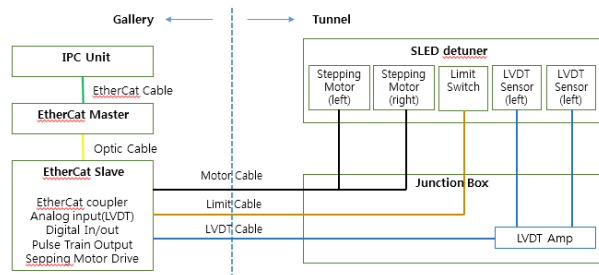 Gallery
Tunnel
IPC Unit
EtherCat Cable
EtherCat Master
Optic Cable
EtherCat Slave
EtherCat coupler
Analog input(LVDT)
Digital In/out
Pulse Train Output
Sepping Motor Drive
Motor Cable
Limit Cable
LVDT Cable
SLED detuner
Stepping
Motor
(left)
Stepping
Motor
(right)
Limit
Switch
LVDT
Sensor
(left)
LVDT
Sensor
(left)
Junction Box
LVDT Amp